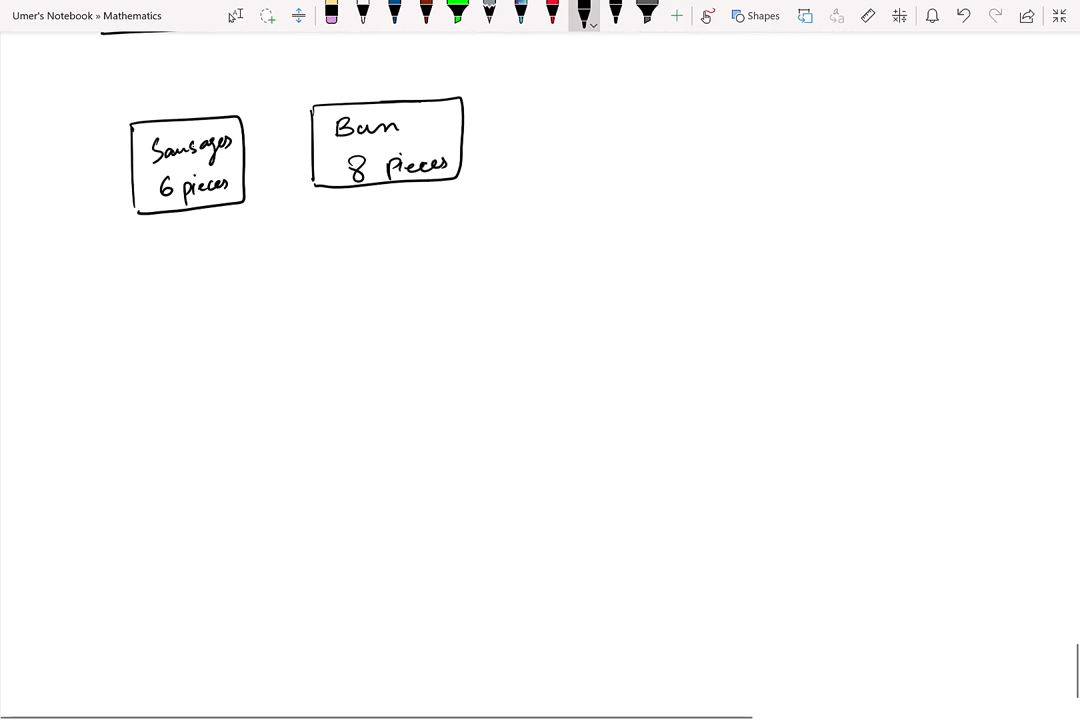 Umer's Notebook » Mathematics
Shapes
Sausages
6 pieces
Bun
8 pieces